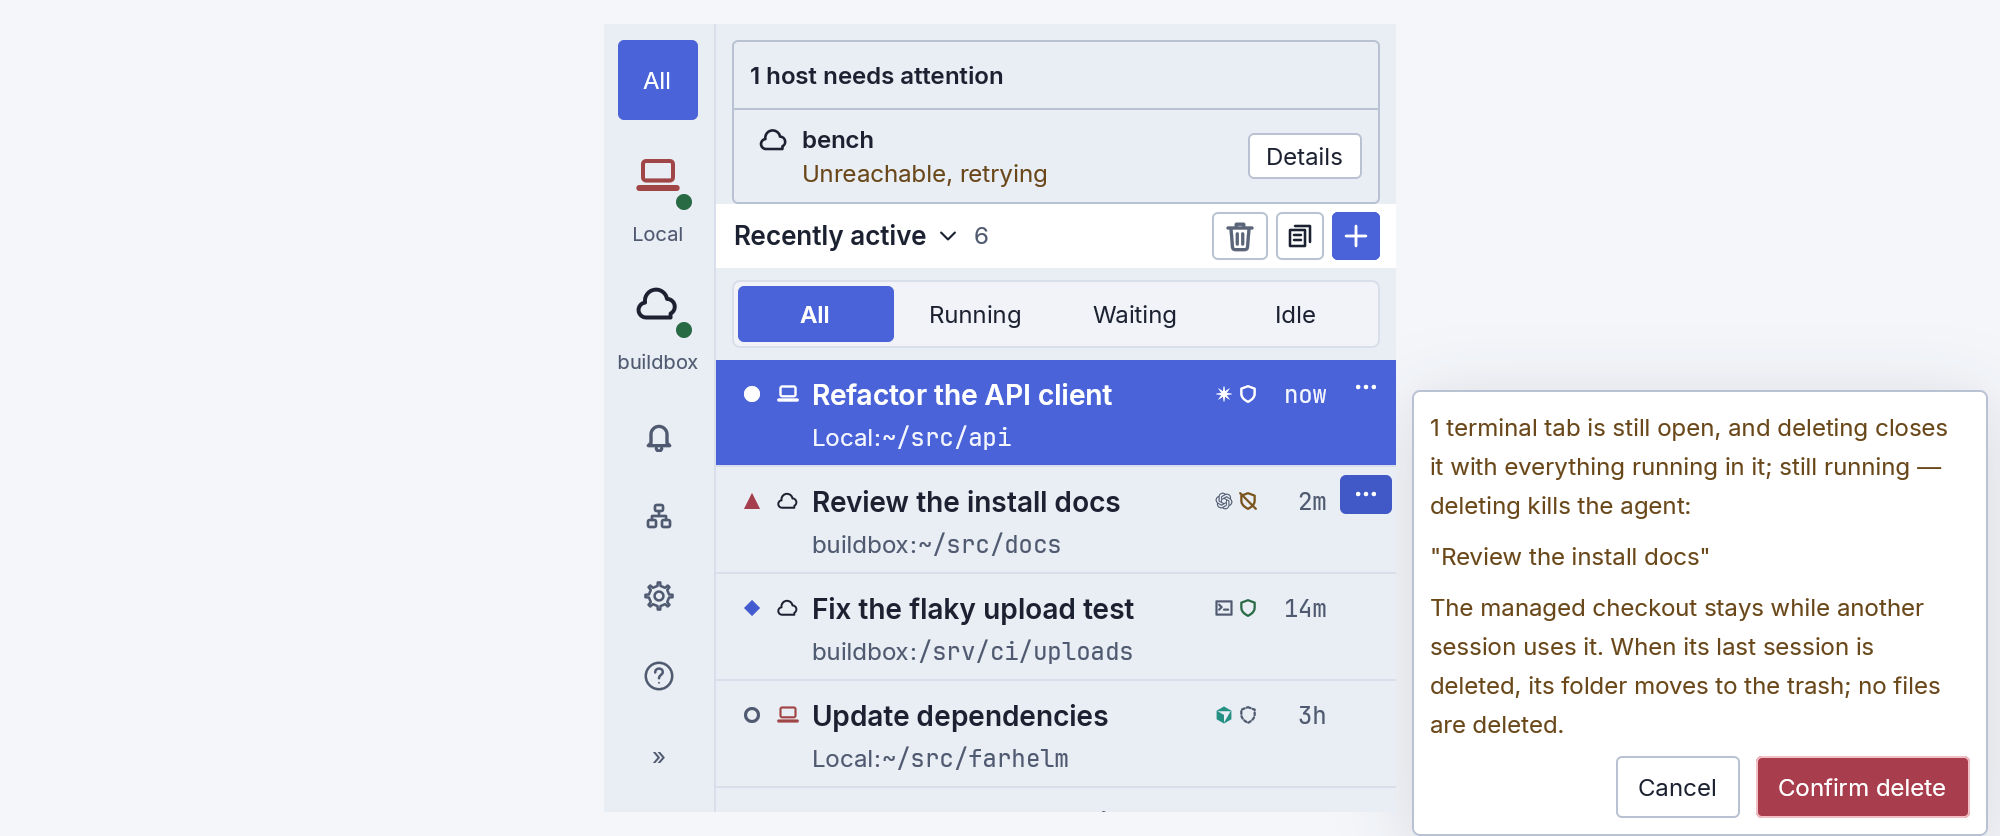 All
Local
buildbox
»
1 host needs attention
bench
Unreachable, retrying
Details
Recently active 6
All Running Waiting Idle
Refactor the API client now
Local:~/src/api
Review the install docs 2m
buildbox:~/src/docs
Fix the flaky upload test 14m
buildbox:/srv/ci/uploads
Update dependencies 3h
Local:~/src/farhelm
1 terminal tab is still open, and deleting closes
it with everything running in it; still running —
deleting kills the agent:
"Review the install docs"
The managed checkout stays while another
session uses it. When its last session is
deleted, its folder moves to the trash; no files
are deleted.
Cancel Confirm delete